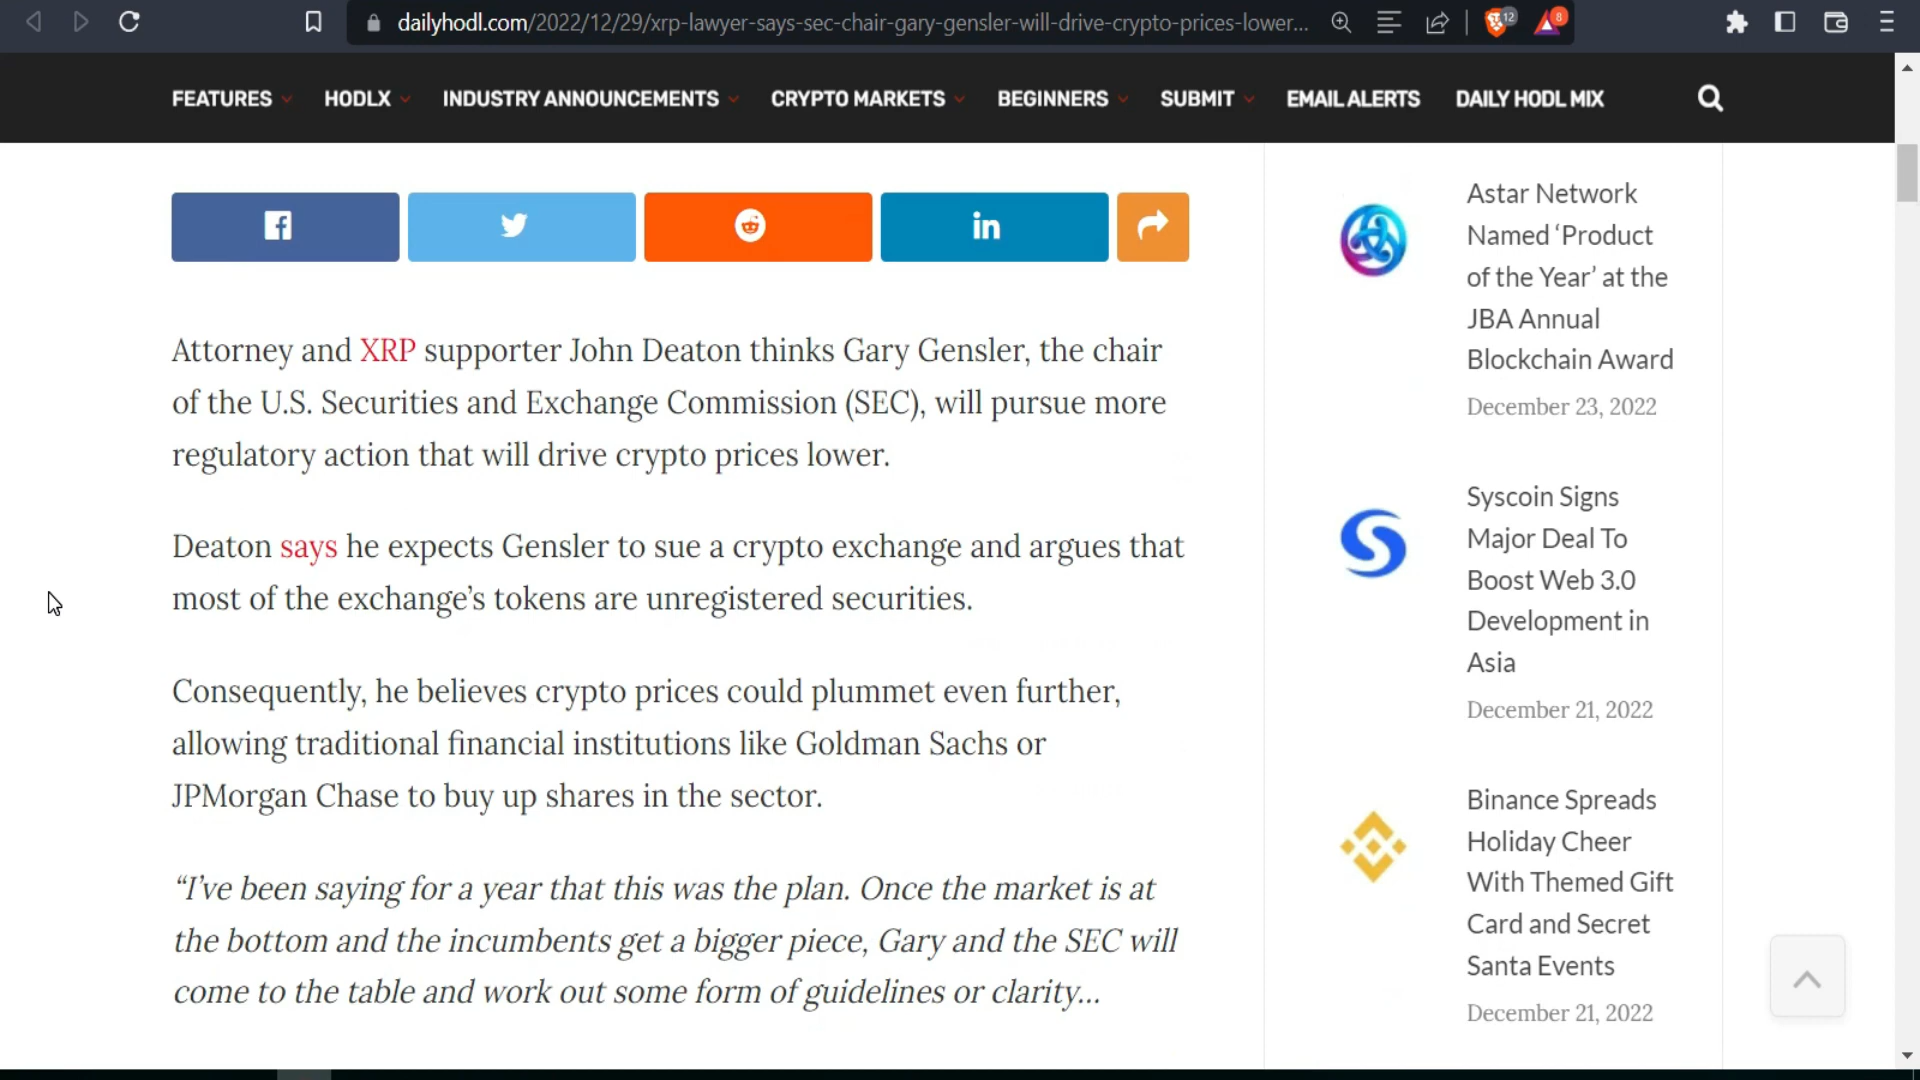 dailyhodl.com/2022/12/29/xrp-lawyer-says-sec-chair-gary-gensler-will-drive-crypto-prices-lower...
12
8
FEATURES HODLX INDUSTRY ANNOUNCEMENTS CRYPTO MARKETS BEGINNERS SUBMIT EMAIL ALERTS DAILY HODL MIX
in
Attorney and XRP supporter John Deaton thinks Gary Gensler, the chair
of the U.S. Securities and Exchange Commission (SEC), will pursue more
regulatory action that will drive crypto prices lower.
Deaton says he expects Gensler to sue a crypto exchange and argues that
most of the exchange’s tokens are unregistered securities.
Consequently, he believes crypto prices could plummet even further,
allowing traditional financial institutions like Goldman Sachs or
JPMorgan Chase to buy up shares in the sector.
“I’ve been saying for a year that this was the plan. Once the market is at
the bottom and the incumbents get a bigger piece, Gary and the SEC will
come to the table and work out some form of guidelines or clarity…
Astar Network
Named ‘Product
of the Year’ at the
JBA Annual
Blockchain Award
December 23, 2022
Syscoin Signs
Major Deal To
Boost Web 3.0
Development in
Asia
December 21, 2022
Binance Spreads
Holiday Cheer
With Themed Gift
Card and Secret
Santa Events
December 21, 2022